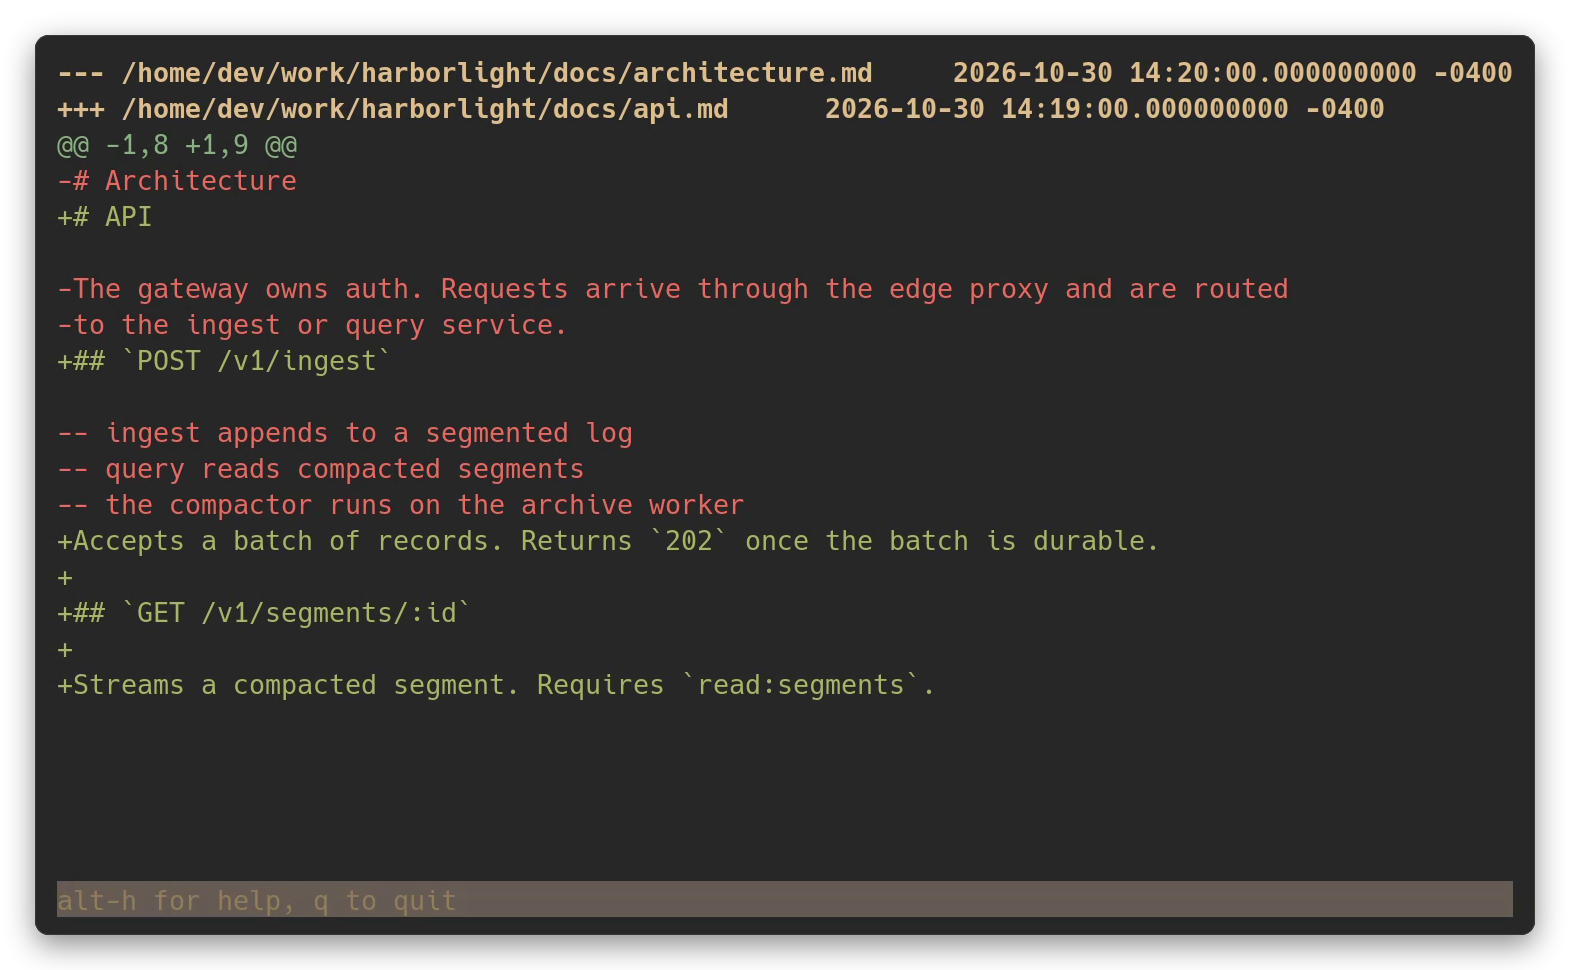 --- /home/dev/work/harborlight/docs/architecture.md     2026-10-30 14:20:00.000000000 -0400
+++ /home/dev/work/harborlight/docs/api.md      2026-10-30 14:19:00.000000000 -0400
@@ -1,8 +1,9 @@
-# Architecture
+# API

-The gateway owns auth. Requests arrive through the edge proxy and are routed
-to the ingest or query service.
+## `POST /v1/ingest`

-- ingest appends to a segmented log
-- query reads compacted segments
-- the compactor runs on the archive worker
+Accepts a batch of records. Returns `202` once the batch is durable.
+
+## `GET /v1/segments/:id`
+
+Streams a compacted segment. Requires `read:segments`.
alt-h for help, q to quit